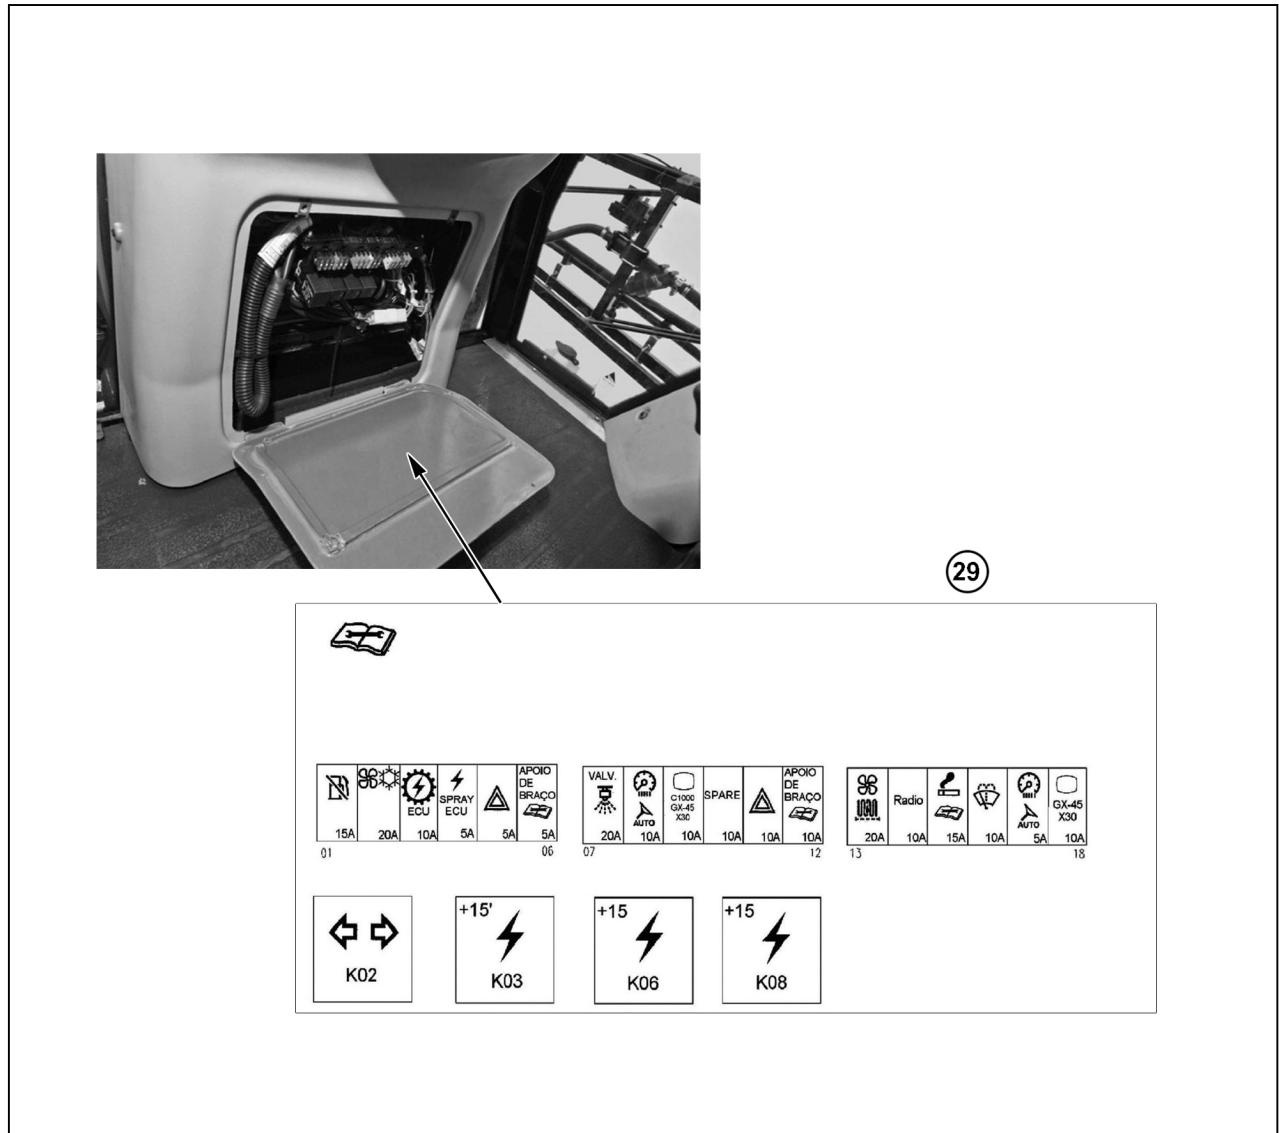 29
15A
20A
ECU
10A
SPRAY
ECU
5A
5A
APOIO
DE
BRAÇO
5A
01
06
VALV.
20A
AUTO
10A
C1000
GX-45
X30
10A
SPARE
10A
10A
APOIO
DE
BRAÇO
10A
07
12
20A
Radio
10A
15A
10A
AUTO
5A
GX-45
X30
10A
13
18
K02
+15'
K03
+15
K06
+15
K08